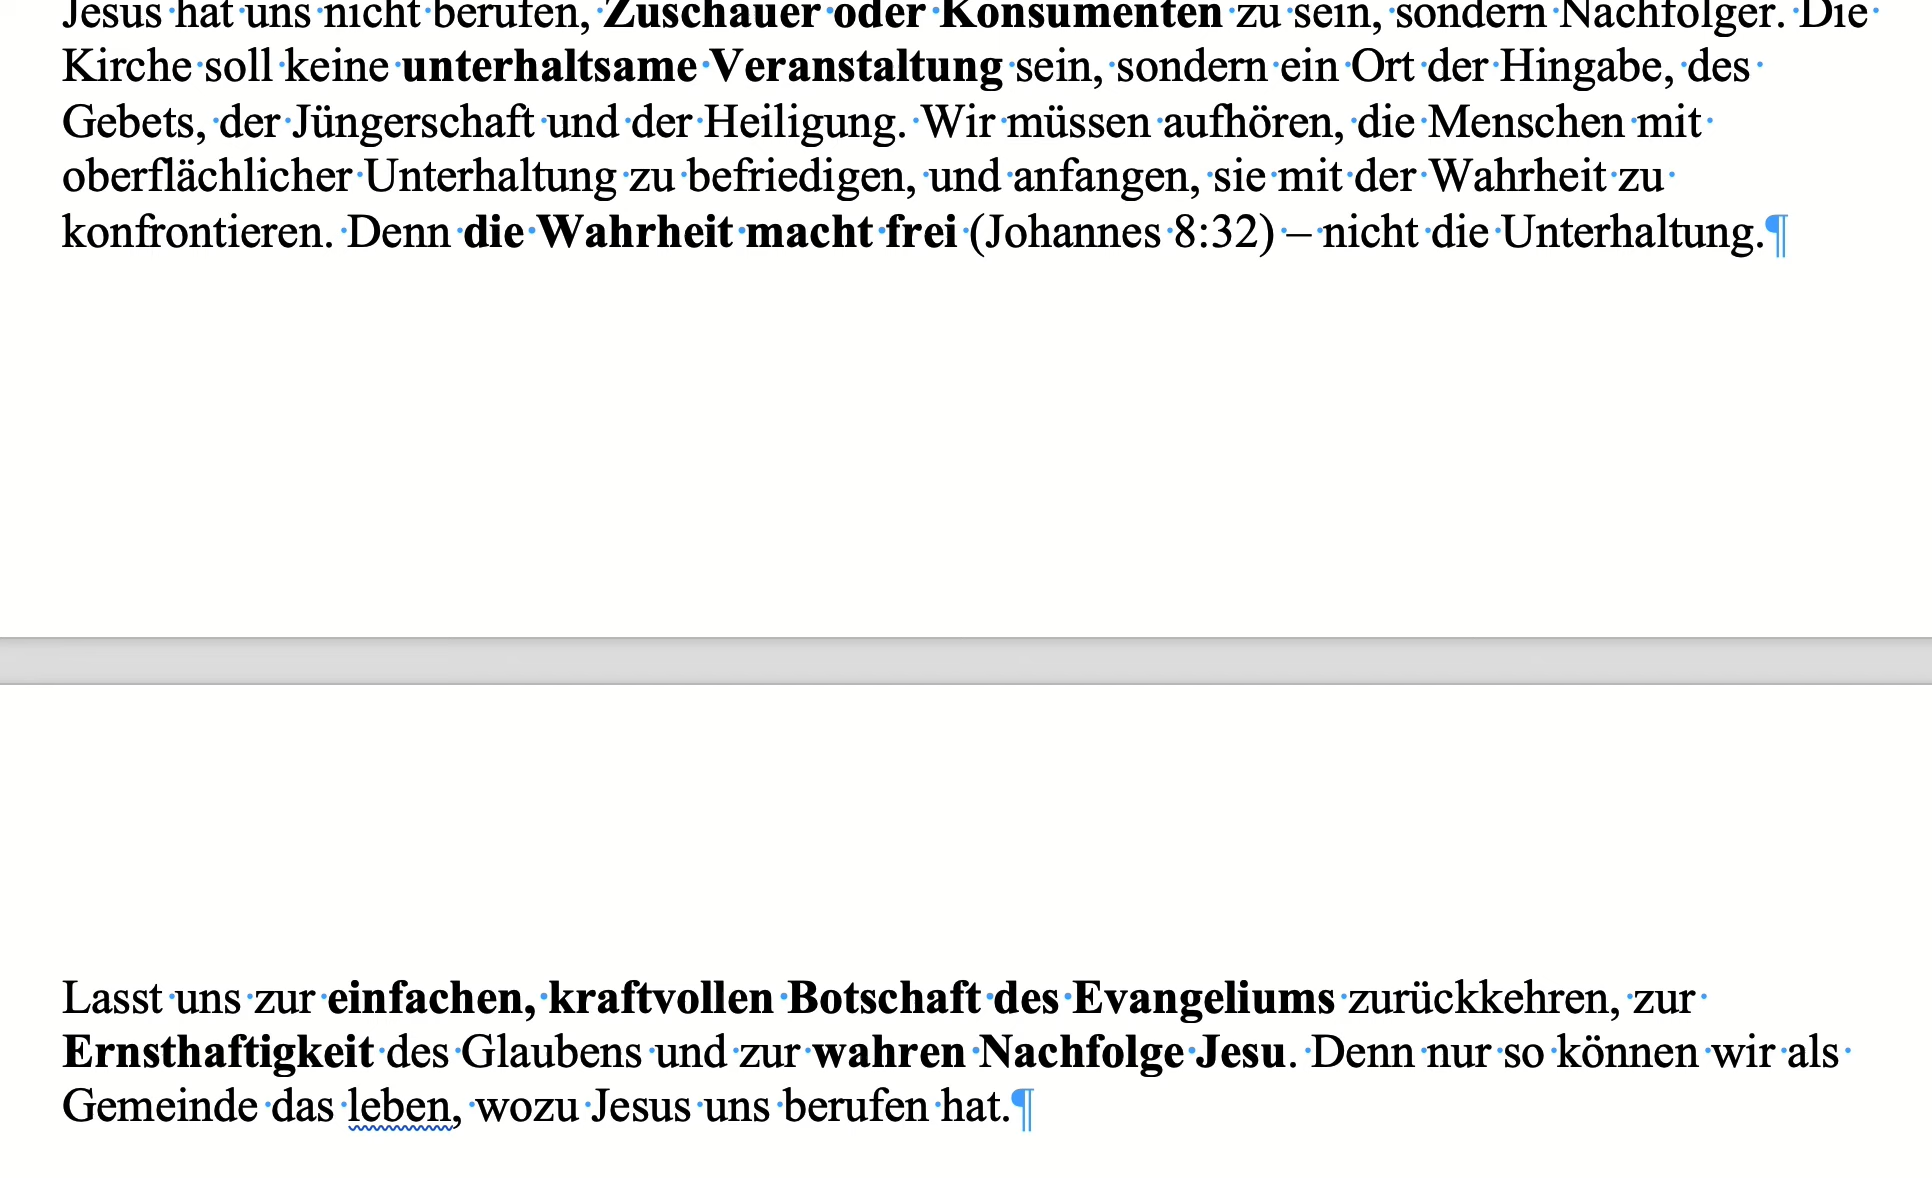 Jesus hat uns nicht berufen, Zuschauer oder Konsumenten zu sein, sondern Nachfolger. Die
Kirche soll keine unterhaltsame Veranstaltung sein, sondern ein Ort der Hingabe, des
Gebets, der Jüngerschaft und der Heiligung. Wir müssen aufhören, die Menschen mit
oberflächlicher Unterhaltung zu befriedigen, und anfangen, sie mit der Wahrheit zu
konfrontieren. Denn die Wahrheit macht frei (Johannes 8:32) – nicht die Unterhaltung.¶
Lasst uns zur einfachen, kraftvollen Botschaft des Evangeliums zurückkehren, zur
Ernsthaftigkeit des Glaubens und zur wahren Nachfolge Jesu. Denn nur so können wir als
Gemeinde das leben, wozu Jesus uns berufen hat.¶